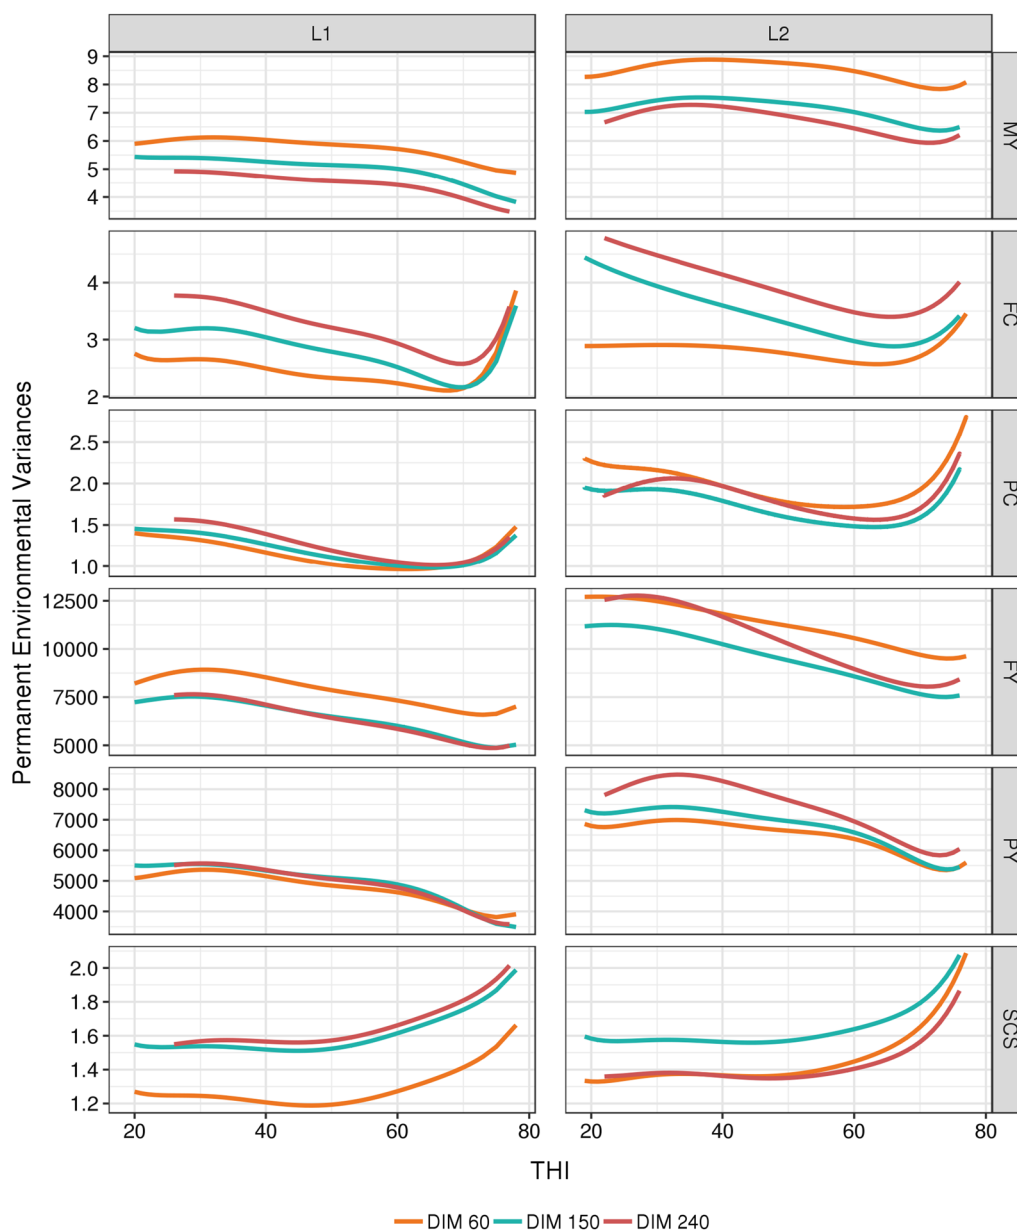 L1 L2
9
8
7
6
5
4
MY
4
3
2
FC
2.5
2.0
1.5
1.0
PC
12500
10000
7500
5000
FY
8000
7000
6000
5000
4000
PY
2.0
1.8
1.6
1.4
1.2
SCS
Permanent Environmental Variances
20 40 60 80 20 40 60 80
THI
DIM 60 DIM 150 DIM 240